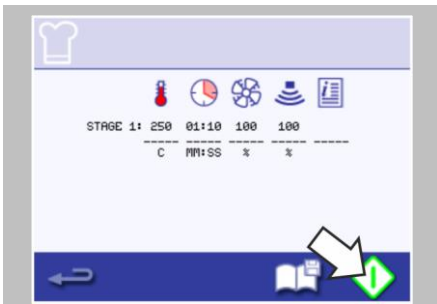 STAGE 1: 250 01:10 100 100
----- ----- ----- ----- -----
C MM:SS % %